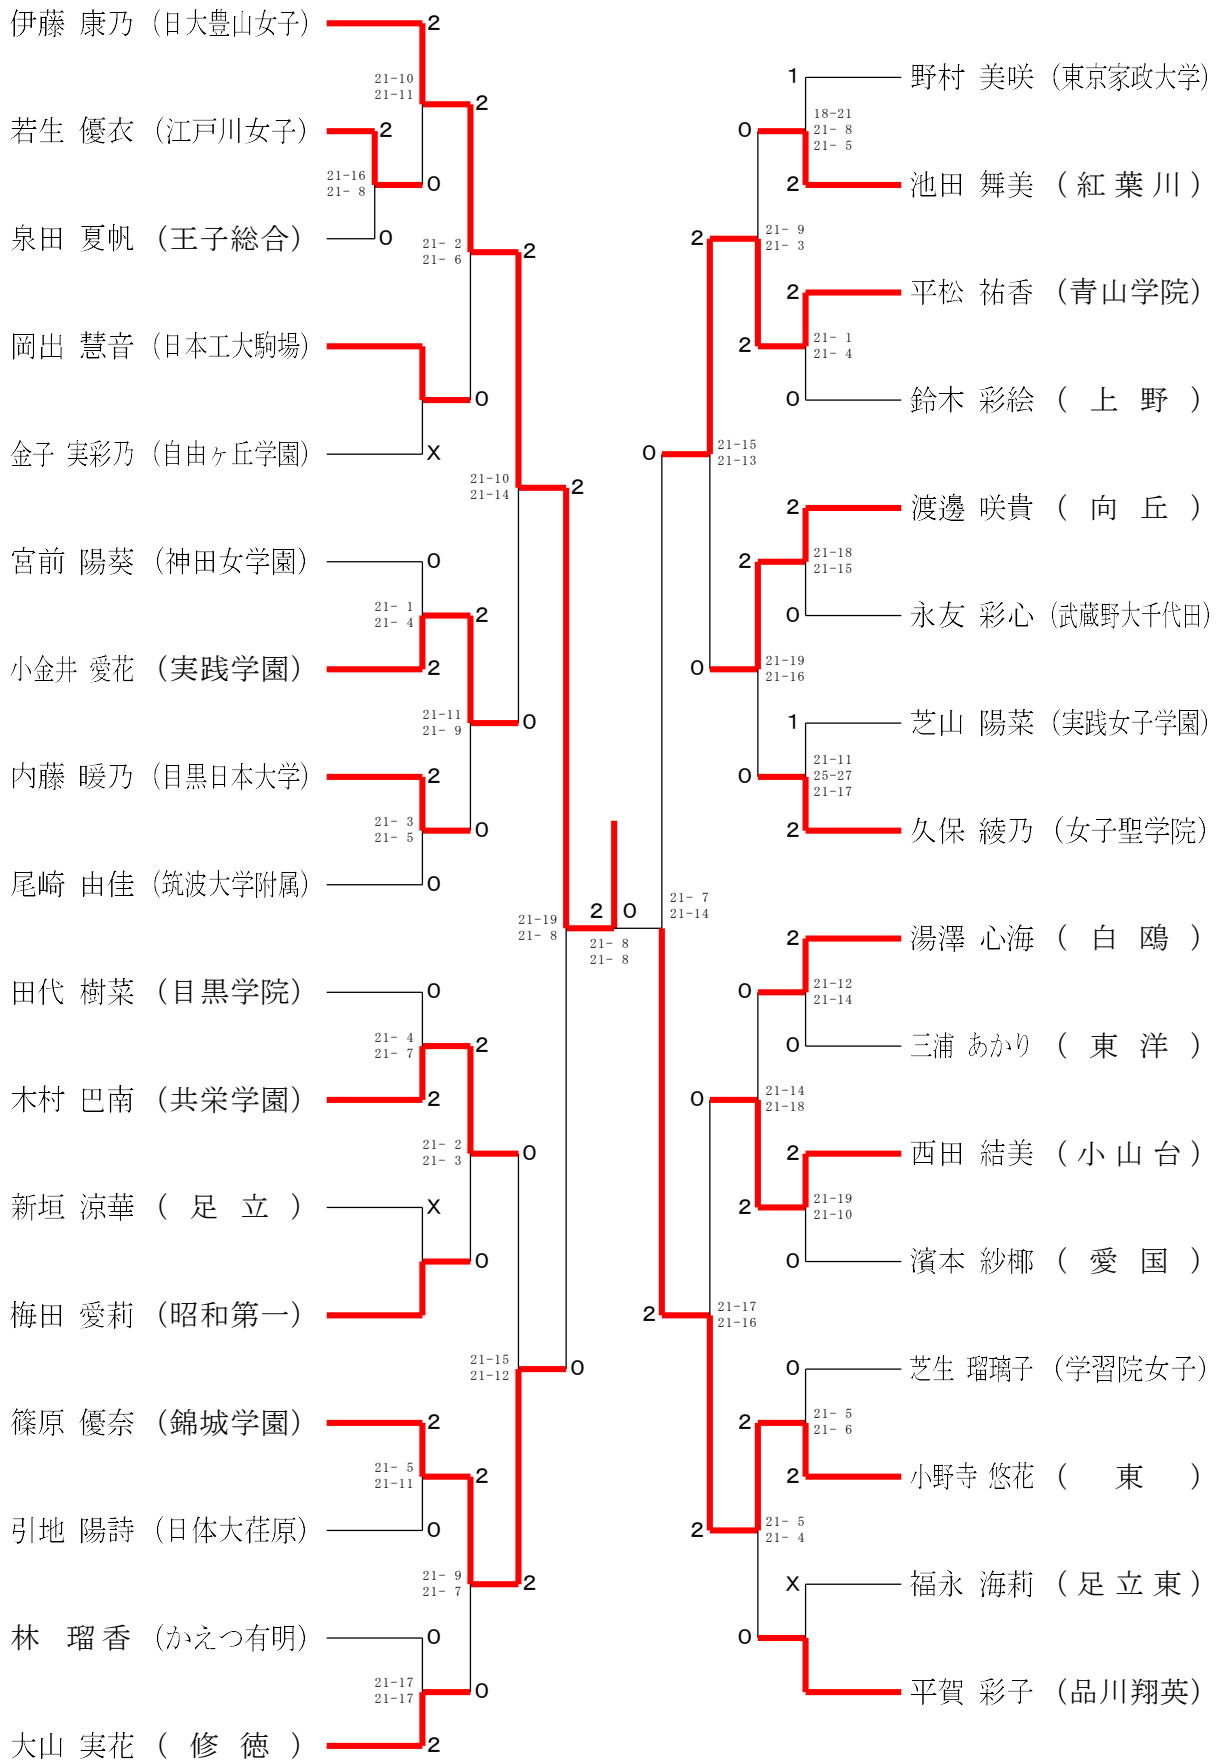 伊藤 康乃 (日大豊山女子) 2
21-10
21-11
2
若生 優衣 (江戸川女子) 2
21-16
21- 8
0
泉田 夏帆 (王子総合) 0
21- 2
21- 6
2
岡出 慧音 (日本工大駒場)
0
金子 実彩乃 (自由ヶ丘学園) X
21-10
21-14
2
宮前 陽葵 (神田女学園) 0
21- 1
21- 4
2
小金井 愛花 (実践学園) 2
21-11
21- 9
0
内藤 暖乃 (目黒日本大学) 2
21- 3
21- 5
0
尾崎 由佳 (筑波大学附属) 0
21-19
21- 8
田代 樹菜 (目黒学院) 0
21- 4
21- 7
2
木村 巴南 (共栄学園) 2
21- 2
21- 3
0
新垣 涼華 ( 足 立 ) X
0
梅田 愛莉 (昭和第一)
21-15
21-12
0
篠原 優奈 (錦城学園) 2
21- 5
21-11
2
引地 陽詩 (日体大荏原) 0
21- 9
21- 7
2
林 瑠香 (かえつ有明) 0
21-17
21-17
0
大山 実花 ( 修 徳 ) 2
2 0
21- 8
21- 8
1 野村 美咲 (東京家政大学)
18-21
21- 8
21- 5
0
2 池田 舞美 (紅葉川)
21- 9
21- 3
2
2 平松 祐香 (青山学院)
21- 1
21- 4
2
0 鈴木 彩絵 ( 上 野 )
21-15
21-13
0
2 渡邊 咲貴 ( 向 丘 )
21-18
21-15
2
0 永友 彩心 (武蔵野大千代田)
21-19
21-16
0
1 芝山 陽菜 (実践女子学園)
21-11
25-27
21-17
0
2 久保 綾乃 (女子聖学院)
21- 7
21-14
2 湯澤 心海 ( 白 鴎 )
21-12
21-14
0
0 三浦 あかり ( 東 洋 )
21-14
21-18
0
2 西田 結美 (小山台)
21-19
21-10
2
0 濱本 紗椰 ( 愛 国 )
21-17
21-16
2
0 芝生 瑠璃子 (学習院女子)
21- 5
21- 6
2
2 小野寺 悠花 ( 東 )
21- 5
21- 4
2
X 福永 海莉 (足立東)
0
平賀 彩子 (品川翔英)